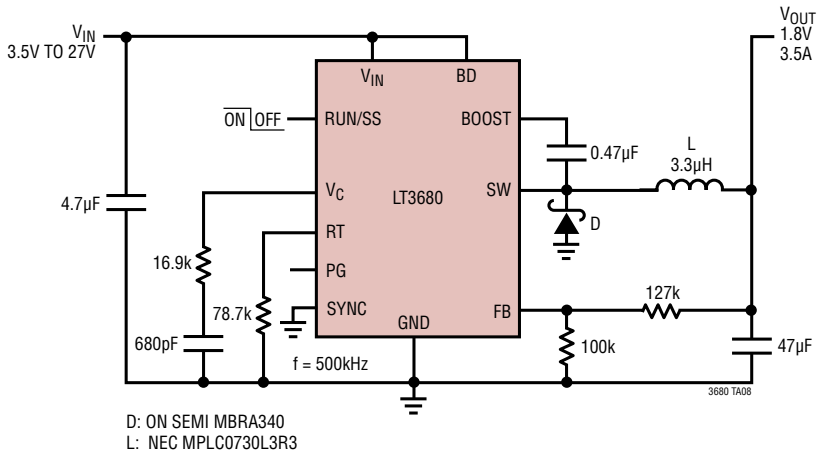 VIN
3.5V TO 27V
VOUT
1.8V
3.5A
VIN
BD
ON OFF
RUN/SS
BOOST
0.47µF
L
3.3µH
4.7µF
VC
LT3680
SW
D
RT
16.9k
PG
78.7k
SYNC
FB
127k
GND
680pF
f = 500kHz
100k
47µF
3680 TA08
D: ON SEMI MBRA340
L: NEC MPLC0730L3R3